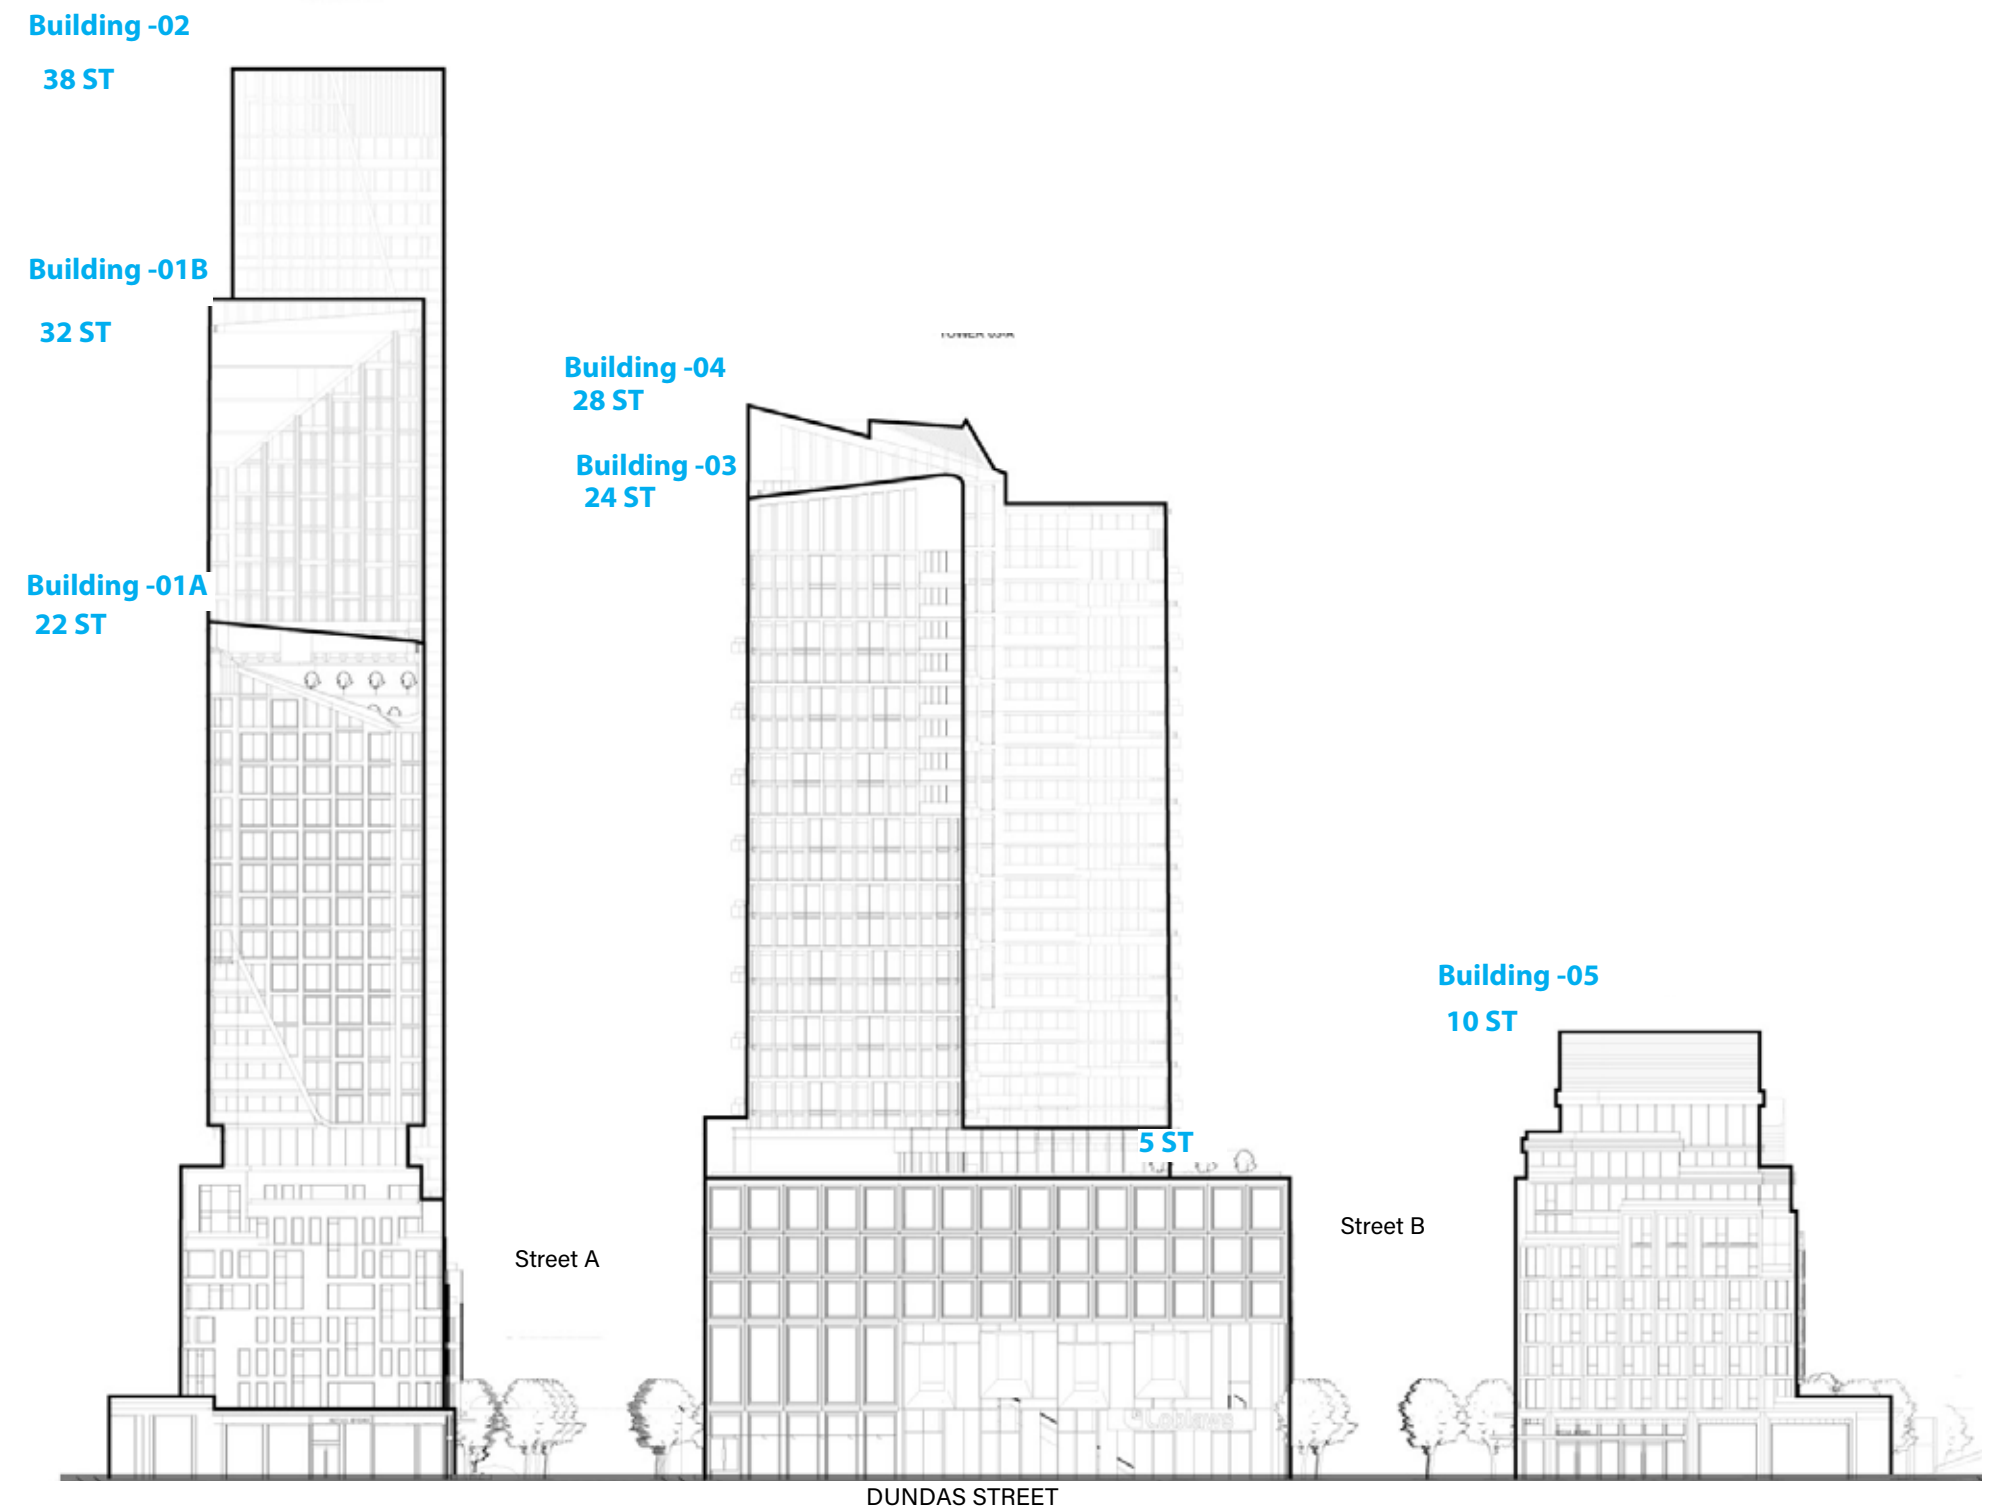 Building -02
38 ST
Building -01B
32 ST
Building -01A
22 ST
Building -04
28 ST
Building -03
24 ST
Building -05
10 ST
5 ST
Street A
Street B
Loblaws
DUNDAS STREET